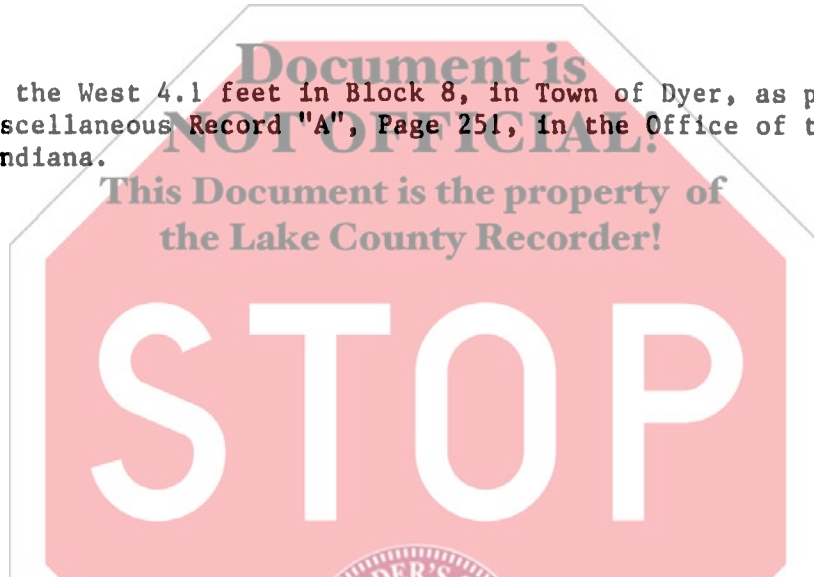 Document is
the West 4.1 feet in Block 8, in Town of Dyer, as p
scellaneous Record "A", Page 251, in the Office of t
NOT OFFICIAL!
ndiana.
This Document is the property of
the Lake County Recorder!
STOP
DER'S